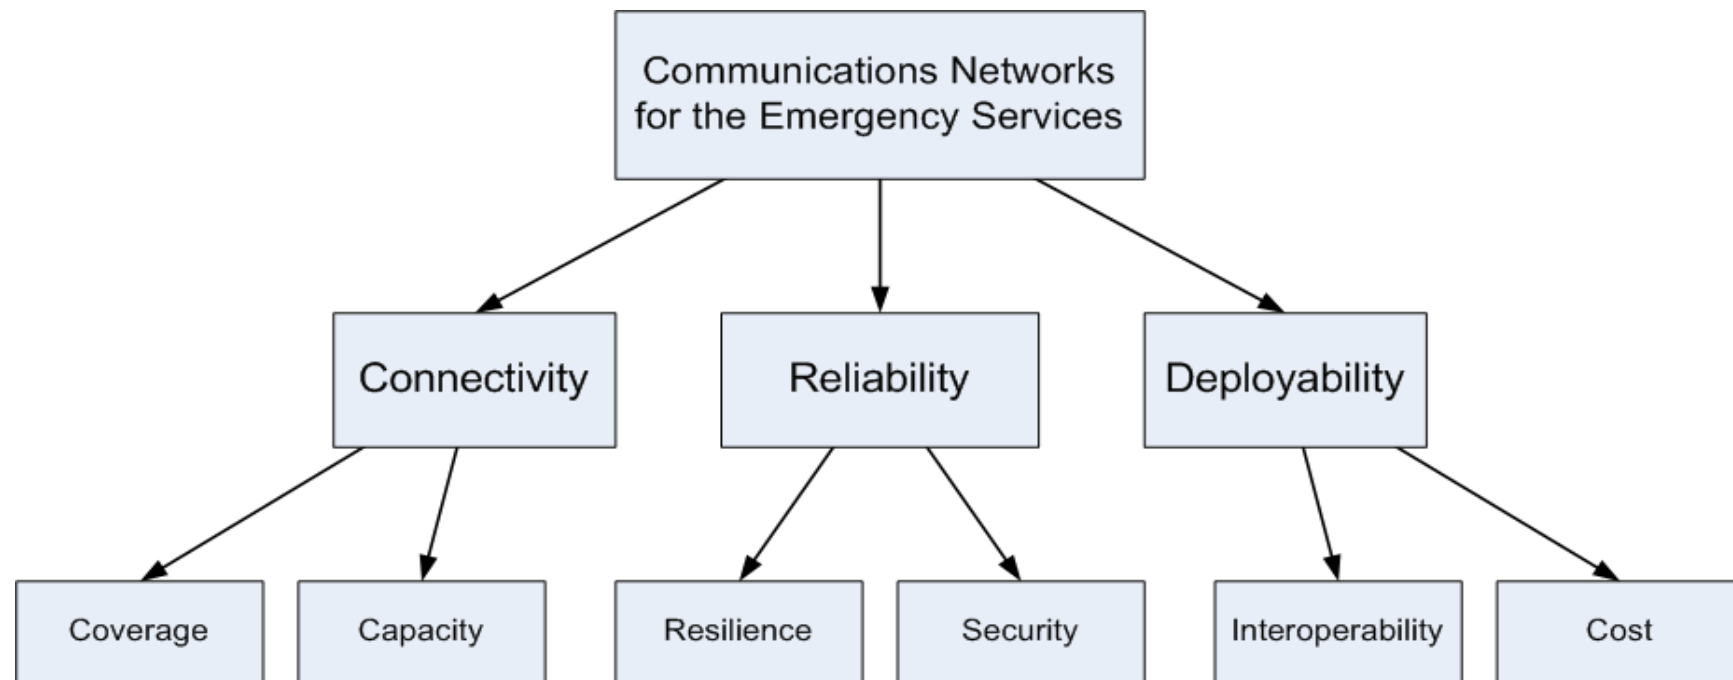 Communications Networks
for the Emergency Services
Connectivity
Reliability
Deployability
Coverage
Capacity
Resilience
Security
Interoperability
Cost